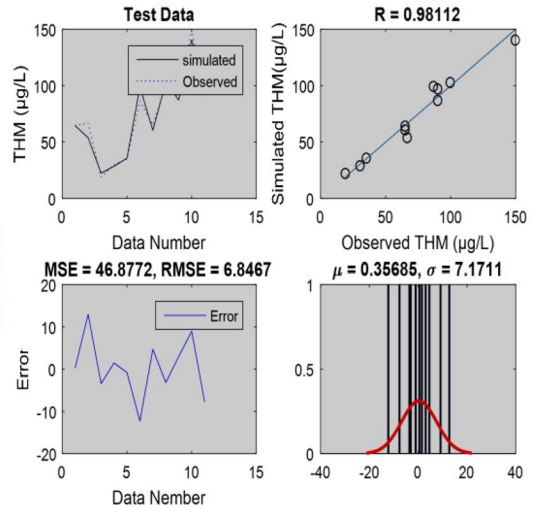 Test Data
150
100
50
0
THM (µg/L)
simulated
Observed
0 5 10 15
Data Number
R = 0.98112
150
100
50
0
Simulated THM(µg/L)
0 50 100 150
Observed THM (µg/L)
MSE = 46.8772, RMSE = 6.8467
20
10
0
-10
-20
Error
Error
0 5 10 15
Data Nember
µ = 0.35685, σ = 7.1711
1
0.5
0
-40 -20 0 20 40